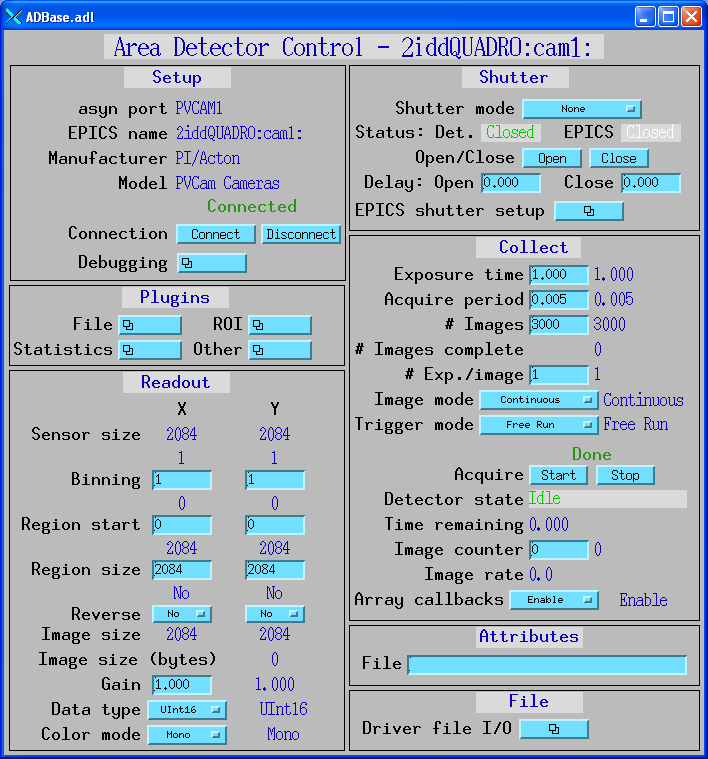 ADBase.adl
Area Detector Control - 2iddQUADRO:cam1:
Setup
asyn port PVCAM1
EPICS name 2iddQUADRO:cam1:
Manufacturer PI/Acton
Model PVCam Cameras
Connected
Connection Connect Disconnect
Debugging
Plugins
File ROI
Statistics Other
Readout
X Y
Sensor size 2084 2084
1 1
Binning 1 1
0 0
Region start 0 0
2084 2084
Region size 2084 2084
No No
Reverse No No
Image size 2084 2084
Image size (bytes) 0
Gain 1.000 1.000
Data type UInt16 UInt16
Color mode Mono Mono
Shutter
Shutter mode None
Status: Det. Closed EPICS Closed
Open/Close Open Close
Delay: Open 0.000 Close 0.000
EPICS shutter setup
Collect
Exposure time 1.000 1.000
Acquire period 0.005 0.005
# Images 3000 3000
# Images complete 0
# Exp./image 1 1
Image mode Continuous Continuous
Trigger mode Free Run Free Run
Done
Acquire Start Stop
Detector state Idle
Time remaining 0.000
Image counter 0 0
Image rate 0.0
Array callbacks Enable Enable
Attributes
File
File
Driver file I/O